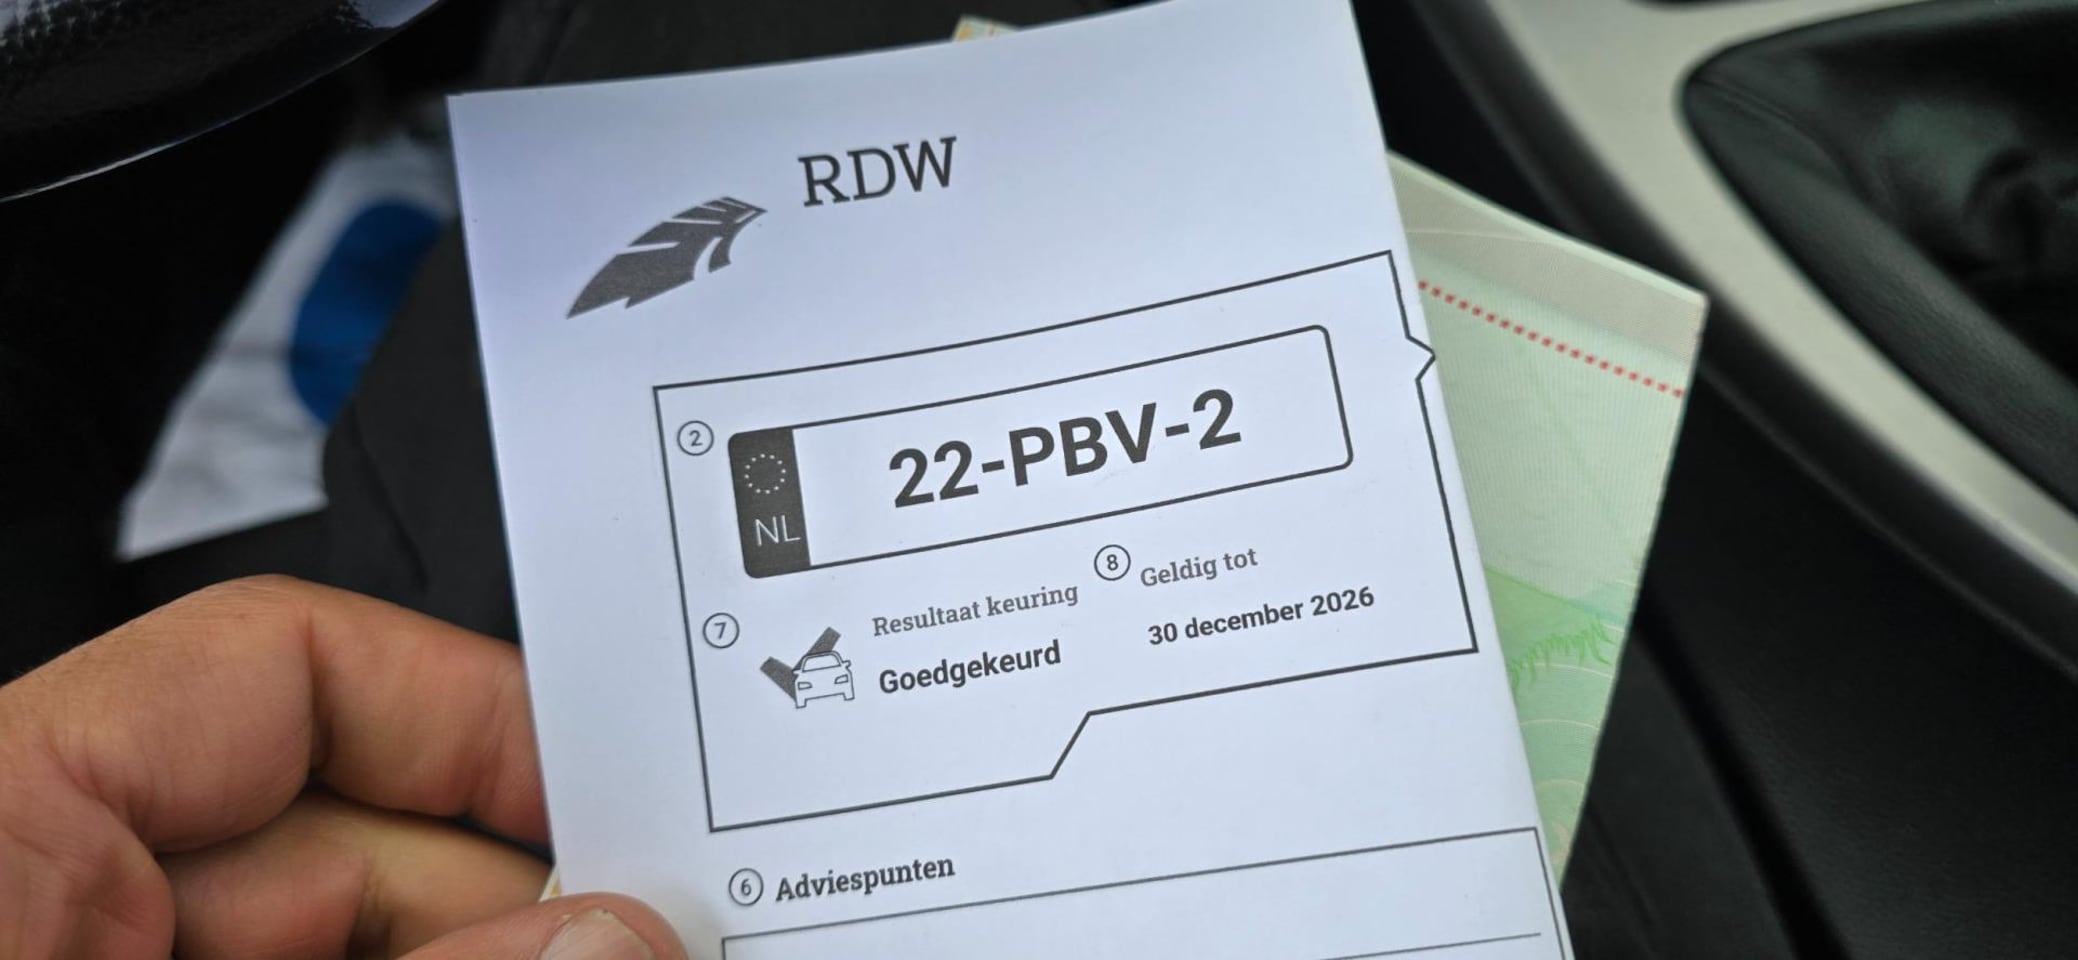 RDW
2
NL
22-PBV-2
7
Resultaat keuring
Goedgekeurd
8
Geldig tot
30 december 2026
6 Adviespunten